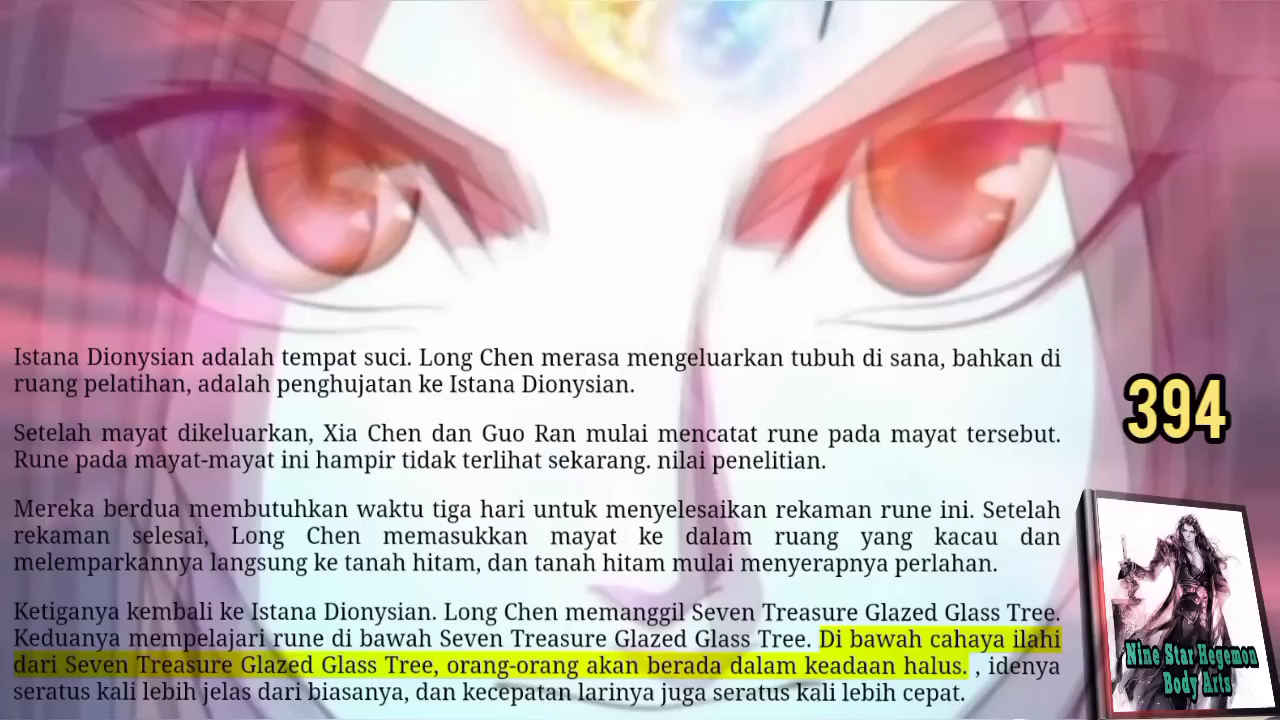 Istana Dionysian adalah tempat suci. Long Chen merasa mengeluarkan tubuh di sana, bahkan di
ruang pelatihan, adalah penghujatan ke Istana Dionysian.
Setelah mayat dikeluarkan, Xia Chen dan Guo Ran mulai mencatat rune pada mayat tersebut.
Rune pada mayat-mayat ini hampir tidak terlihat sekarang. nilai penelitian.
Mereka berdua membutuhkan waktu tiga hari untuk menyelesaikan rekaman rune ini. Setelah
rekaman selesai, Long Chen memasukkan mayat ke dalam ruang yang kacau dan
melemparkannya langsung ke tanah hitam, dan tanah hitam mulai menyerapnya perlahan.
Ketiganya kembali ke Istana Dionysian. Long Chen memanggil Seven Treasure Glazed Glass Tree.
Keduanya mempelajari rune di bawah Seven Treasure Glazed Glass Tree. Di bawah cahaya ilahi
dari Seven Treasure Glazed Glass Tree, orang-orang akan berada dalam keadaan halus. , idenya
seratus kali lebih jelas dari biasanya, dan kecepatan larinya juga seratus kali lebih cepat.
394
Nine Star Hegemon
Body Arts